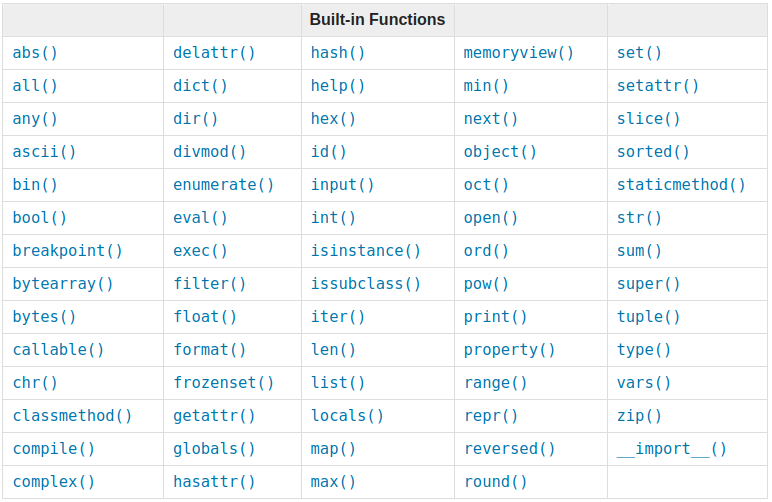 Built-in Functions
abs() delattr() hash() memoryview() set()
all() dict() help() min() setattr()
any() dir() hex() next() slice()
ascii() divmod() id() object() sorted()
bin() enumerate() input() oct() staticmethod()
bool() eval() int() open() str()
breakpoint() exec() isinstance() ord() sum()
bytearray() filter() issubclass() pow() super()
bytes() float() iter() print() tuple()
callable() format() len() property() type()
chr() frozenset() list() range() vars()
classmethod() getattr() locals() repr() zip()
compile() globals() map() reversed() __import__()
complex() hasattr() max() round()